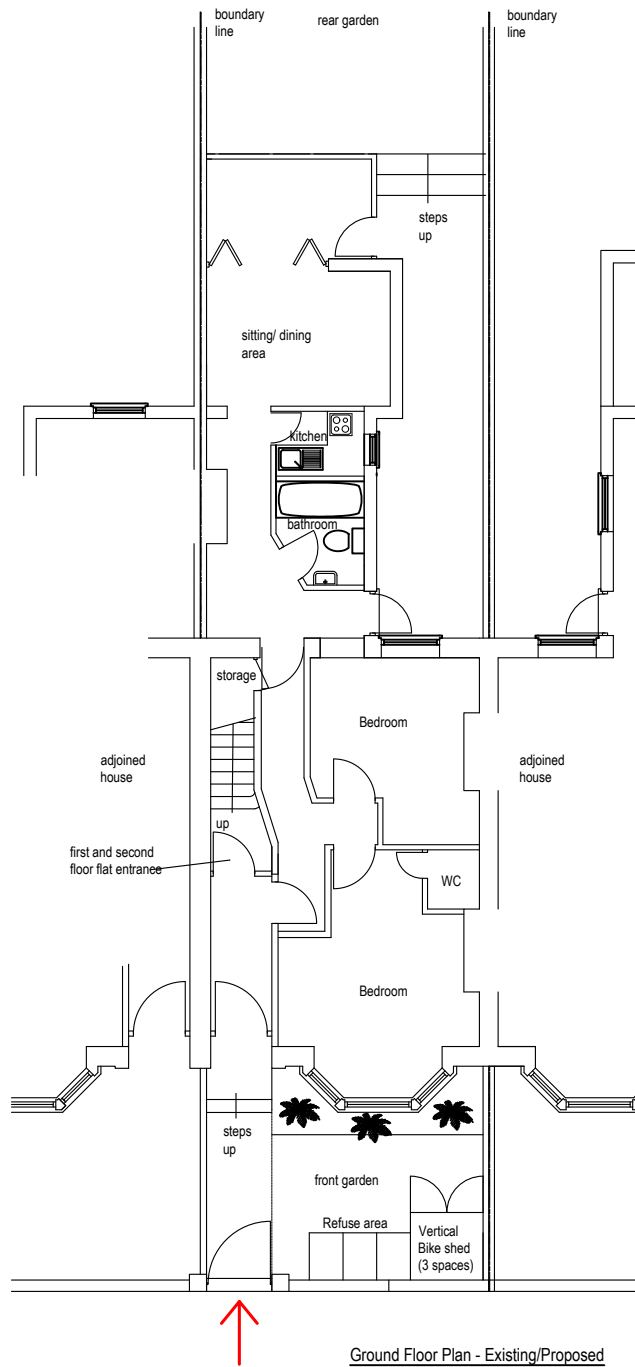 boundary
line
rear garden
boundary
line
steps
up
sitting/ dining
area
kitchen
bathroom
storage
Bedroom
adjoined
house
adjoined
house
up
first and second
floor flat entrance
WC
Bedroom
steps
up
front garden
Refuse area
Vertical
Bike shed
(3 spaces)
Ground Floor Plan - Existing/Proposed